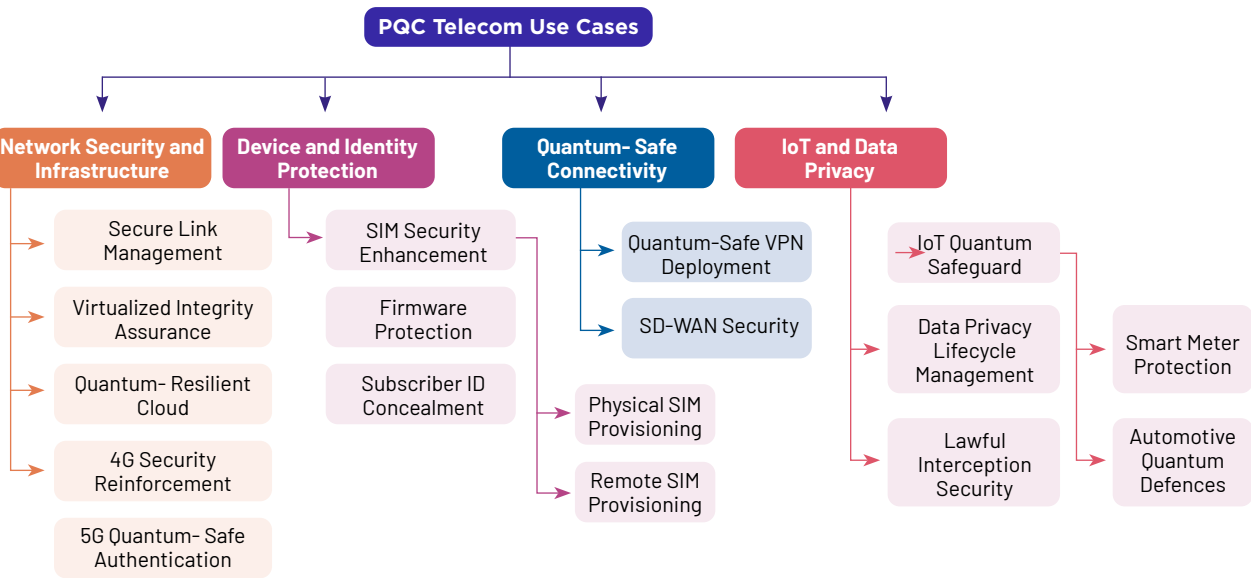 PQC Telecom Use Cases
Network Security and
Infrastructure
Secure Link
Management
Virtualized Integrity
Assurance
Quantum- Resilient
Cloud
4G Security
Reinforcement
5G Quantum- Safe
Authentication
Device and Identity
Protection
SIM Security
Enhancement
Firmware
Protection
Subscriber ID
Concealment
Physical SIM
Provisioning
Remote SIM
Provisioning
Quantum- Safe
Connectivity
Quantum-Safe VPN
Deployment
SD-WAN Security
IoT and Data
Privacy
IoT Quantum
Safeguard
Data Privacy
Lifecycle
Management
Lawful
Interception
Security
Smart Meter
Protection
Automotive
Quantum
Defences